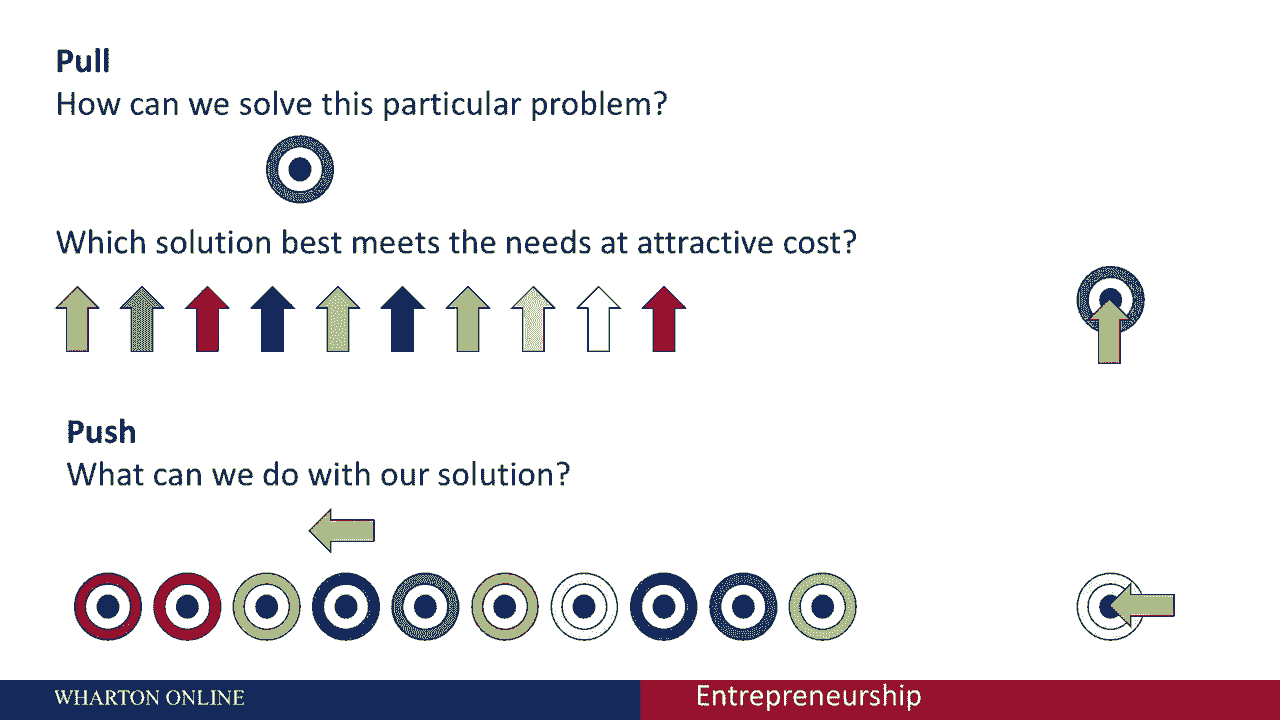 Pull
How can we solve this particular problem?
Which solution best meets the needs at attractive cost?
Push
What can we do with our solution?
WHARTON ONLINE
Entrepreneurship